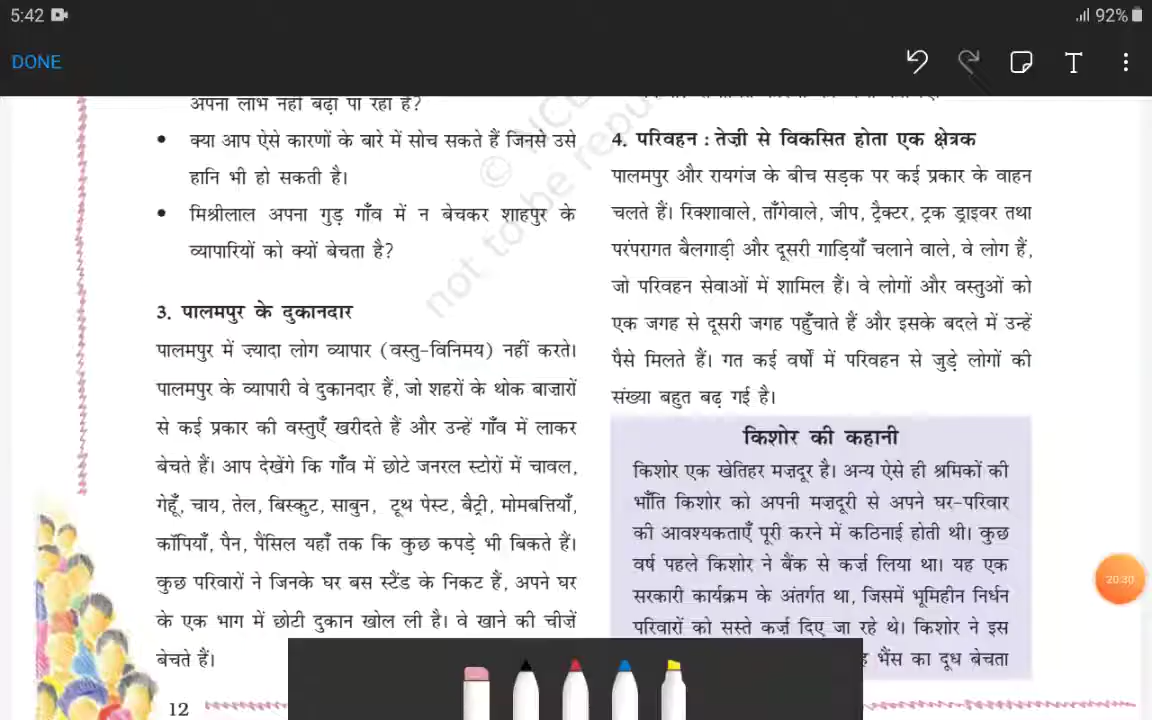 5:42
92%
DONE
अपना लाभ नहीं बढ़ा पा रहा है?
• क्या आप ऐसे कारणों के बारे में सोच सकते हैं जिनसे उसे
हानि भी हो सकती है।
• मिश्रीलाल अपना गुड़ गाँव में न बेचकर शाहपुर के
व्यापारियों को क्यों बेचता है?
3. पालमपुर के दुकानदार
पालमपुर में ज़्यादा लोग व्यापार (वस्तु-विनिमय) नहीं करते।
पालमपुर के व्यापारी वे दुकानदार हैं, जो शहरों के थोक बाज़ारों
से कई प्रकार की वस्तुएँ खरीदते हैं और उन्हें गाँव में लाकर
बेचते हैं। आप देखेंगे कि गाँव में छोटे जनरल स्टोरों में चावल,
गेहूँ, चाय, तेल, बिस्कुट, साबुन, टूथ पेस्ट, बैट्री, मोमबत्तियाँ,
कॉपियाँ, पैन, पैंसिल यहाँ तक कि कुछ कपड़े भी बिकते हैं।
कुछ परिवारों ने जिनके घर बस स्टैंड के निकट हैं, अपने घर
के एक भाग में छोटी दुकान खोल ली है। वे खाने की चीज़ें
बेचते हैं।
12
4. परिवहन : तेज़ी से विकसित होता एक क्षेत्रक
पालमपुर और रायगंज के बीच सड़क पर कई प्रकार के वाहन
चलते हैं। रिक्शावाले, ताँगेवाले, जीप, ट्रैक्टर, ट्रक ड्राइवर तथा
परंपरागत बैलगाड़ी और दूसरी गाड़ियाँ चलाने वाले, वे लोग हैं,
जो परिवहन सेवाओं में शामिल हैं। वे लोगों और वस्तुओं को
एक जगह से दूसरी जगह पहुँचाते हैं और इसके बदले में उन्हें
पैसे मिलते हैं। गत कई वर्षों में परिवहन से जुड़े लोगों की
संख्या बहुत बढ़ गई है।
किशोर की कहानी
किशोर एक खेतिहर मज़दूर है। अन्य ऐसे ही श्रमिकों की
भाँति किशोर को अपनी मज़दूरी से अपने घर-परिवार
की आवश्यकताएँ पूरी करने में कठिनाई होती थी। कुछ
वर्ष पहले किशोर ने बैंक से कर्ज़ लिया था। यह एक
सरकारी कार्यक्रम के अंतर्गत था, जिसमें भूमिहीन निर्धन
परिवारों को सस्ते कर्ज़ दिए जा रहे थे। किशोर ने इस
भैंस का दूध बेचता
20:30
© NC
not to be repu